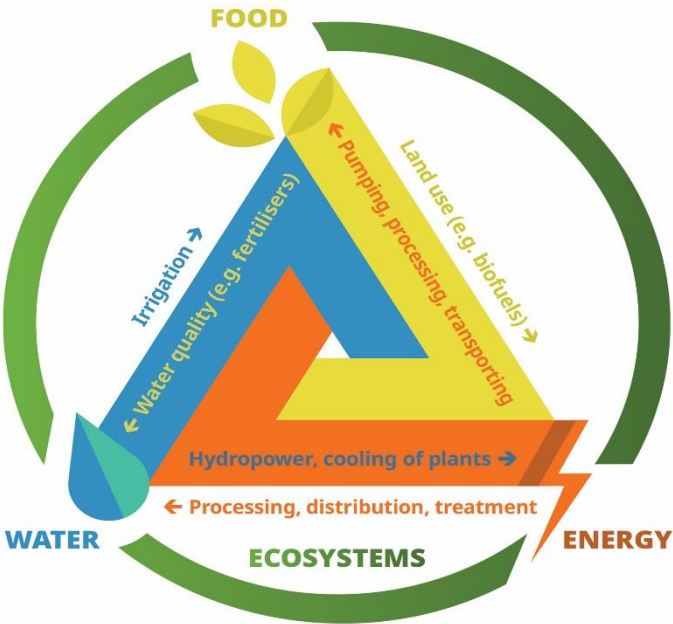 FOOD
Irrigation →
← Water quality (e.g. fertilisers)
← Pumping, processing, transporting
Land use (e.g. biofuels) →
Hydropower, cooling of plants →
← Processing, distribution, treatment
WATER
ENERGY
ECOSYSTEMS